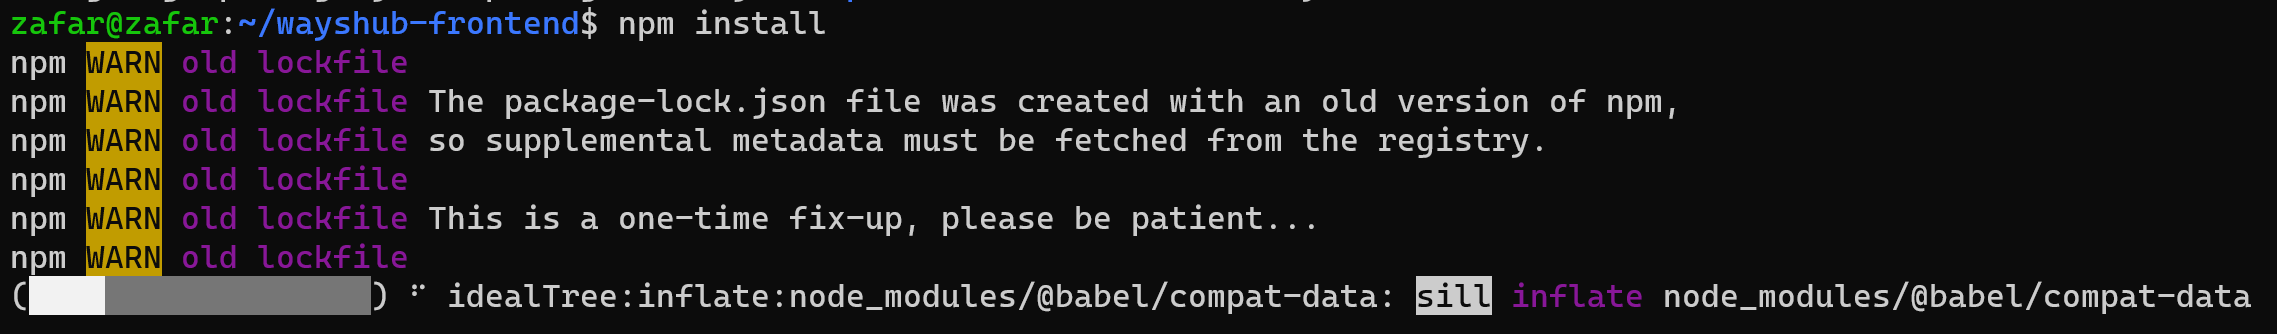 zafar@zafar:~/wayshub-frontend$ npm install
npm WARN old lockfile
npm WARN old lockfile The package-lock.json file was created with an old version of npm,
npm WARN old lockfile so supplemental metadata must be fetched from the registry.
npm WARN old lockfile
npm WARN old lockfile This is a one-time fix-up, please be patient...
npm WARN old lockfile
( ) ⠋ idealTree:inflate:node_modules/@babel/compat-data: sill inflate node_modules/@babel/compat-data